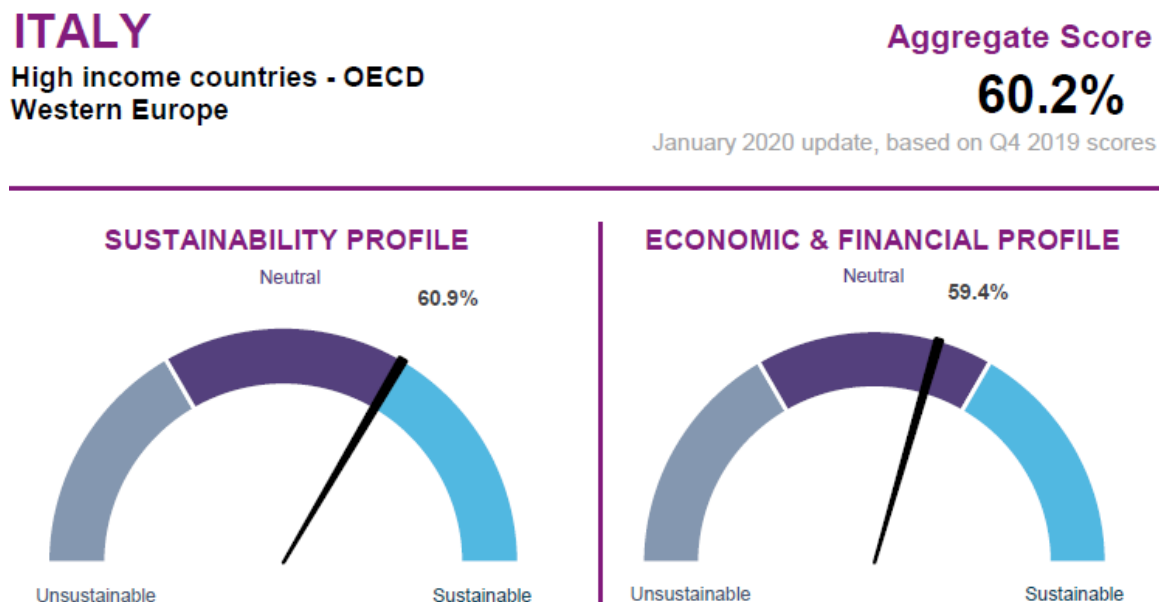 ITALY
High income countries - OECD
Western Europe
Aggregate Score
60.2%
January 2020 update, based on Q4 2019 scores
SUSTAINABILITY PROFILE
Neutral
60.9%
Unsustainable
Sustainable
ECONOMIC & FINANCIAL PROFILE
Neutral
59.4%
Unsustainable
Sustainable